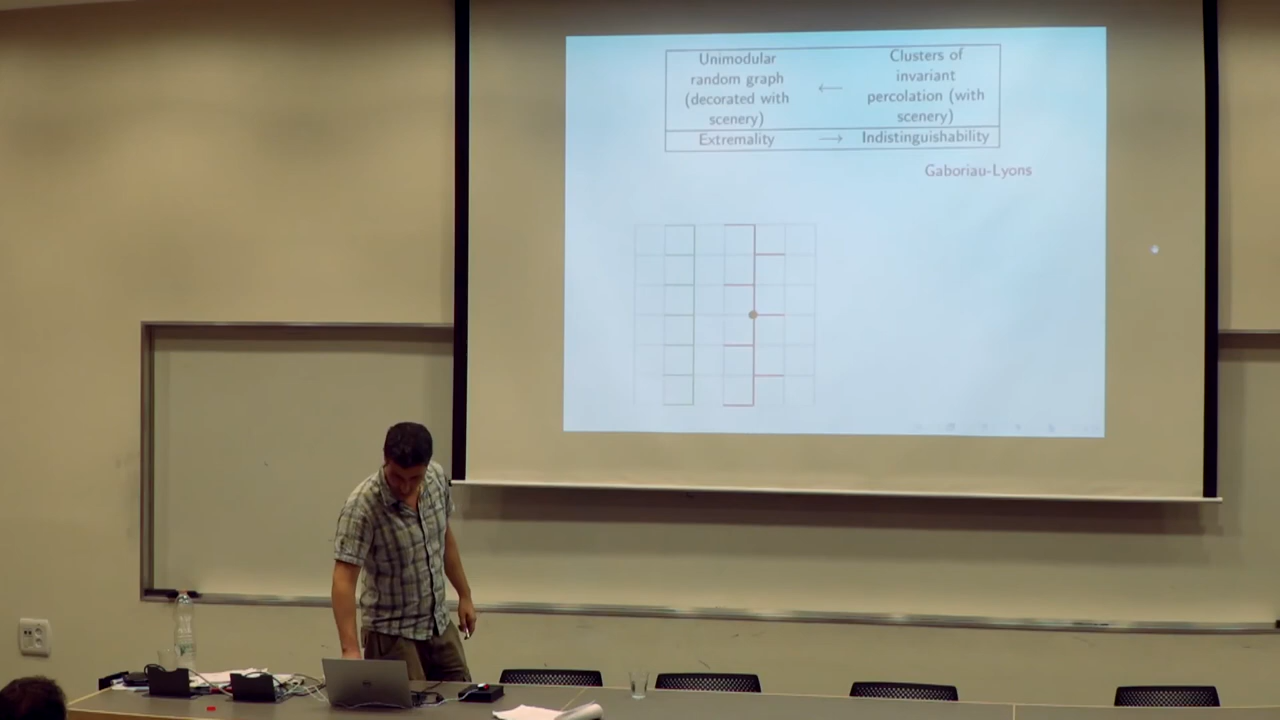 Unimodular
random graph
(decorated with
scenery)
←
Clusters of
invariant
percolation (with
scenery)
Extremality → Indistinguishability
Gaboriau-Lyons